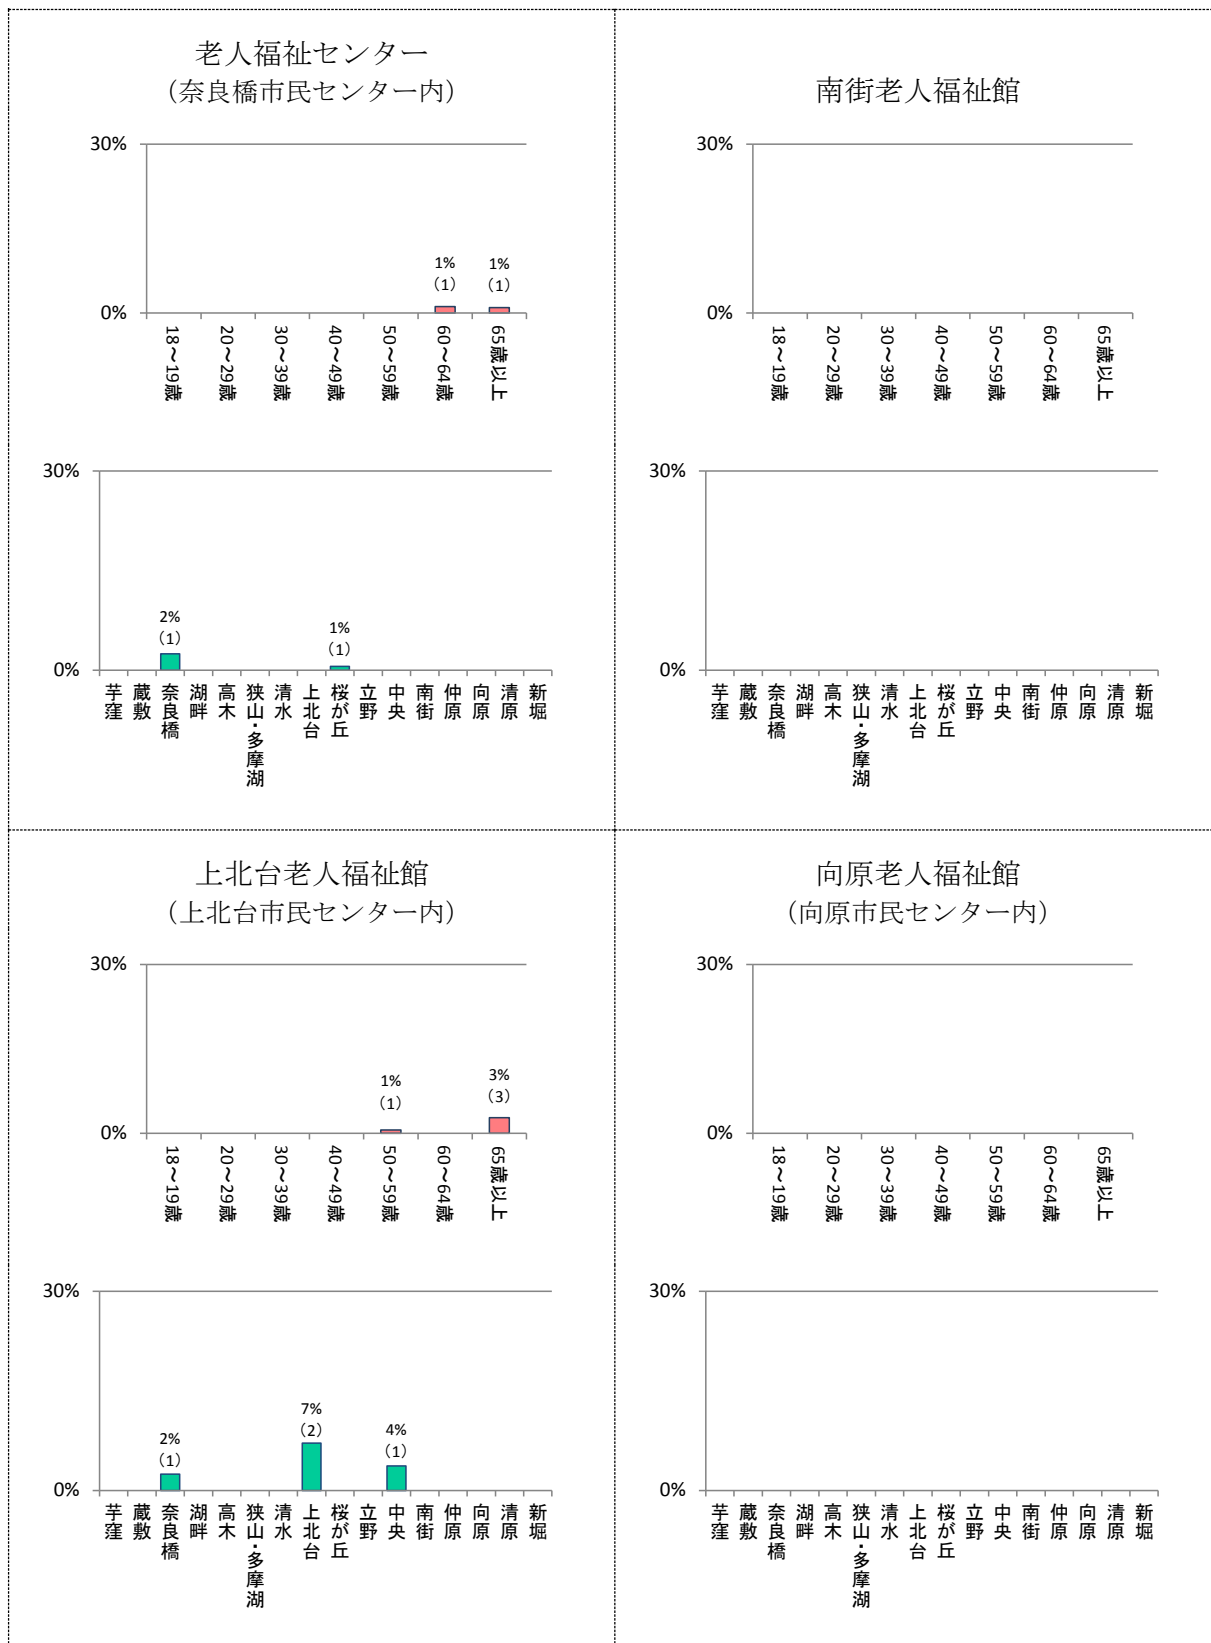 老人福祉センター
（奈良橋市民センター内）
30%
1%
（1）
1%
（1）
0%
18～19歳
20～29歳
30～39歳
40～49歳
50～59歳
60～64歳
65歳以上
30%
2%
（1）
1%
（1）
0%
芋窪
蔵敷
奈良橋
湖畔
高木
狭山・多摩湖
清水
上北台
桜が丘
立野
中央
南街
仲原
向原
清原
新堀
南街老人福祉館
30%
0%
18～19歳
20～29歳
30～39歳
40～49歳
50～59歳
60～64歳
65歳以上
30%
0%
芋窪
蔵敷
奈良橋
湖畔
高木
狭山・多摩湖
清水
上北台
桜が丘
立野
中央
南街
仲原
向原
清原
新堀
上北台老人福祉館
（上北台市民センター内）
30%
1%
（1）
3%
（3）
0%
18～19歳
20～29歳
30～39歳
40～49歳
50～59歳
60～64歳
65歳以上
30%
2%
（1）
7%
（2）
4%
（1）
0%
芋窪
蔵敷
奈良橋
湖畔
高木
狭山・多摩湖
清水
上北台
桜が丘
立野
中央
南街
仲原
向原
清原
新堀
向原老人福祉館
（向原市民センター内）
30%
0%
18～19歳
20～29歳
30～39歳
40～49歳
50～59歳
60～64歳
65歳以上
30%
0%
芋窪
蔵敷
奈良橋
湖畔
高木
狭山・多摩湖
清水
上北台
桜が丘
立野
中央
南街
仲原
向原
清原
新堀